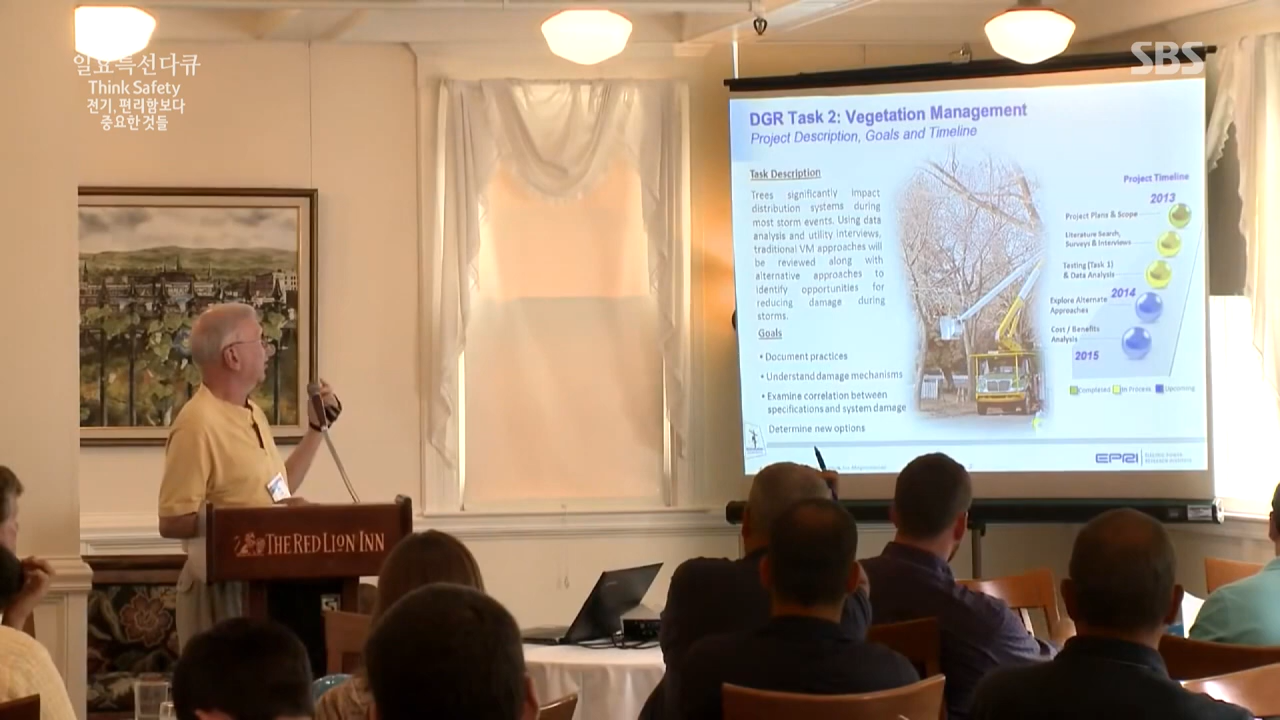 일요특선다큐
Think Safety
전기, 편리함보다
중요한 것들
SBS
DGR Task 2: Vegetation Management
Project Description, Goals and Timeline
Task Description
Trees significantly impact
distribution systems during
most storm events. Using data
analysis and utility interviews,
traditional VM approaches will
be reviewed along with
alternative approaches to
identify opportunities for
reducing damage during
storms.
Goals
• Document practices
• Understand damage mechanisms
• Examine correlation between
specifications and system damage
Determine new options
Project Timeline
2013
Project Plans & Scope
Literature Search,
Surveys & Interviews
Testing (Task 1)
& Data Analysis
2014
Explore Alternate
Approaches
Cost / Benefits
Analysis
2015
Completed In Process Upcoming
EPRI ELECTRIC POWER
RESEARCH INSTITUTE
THE RED LION INN